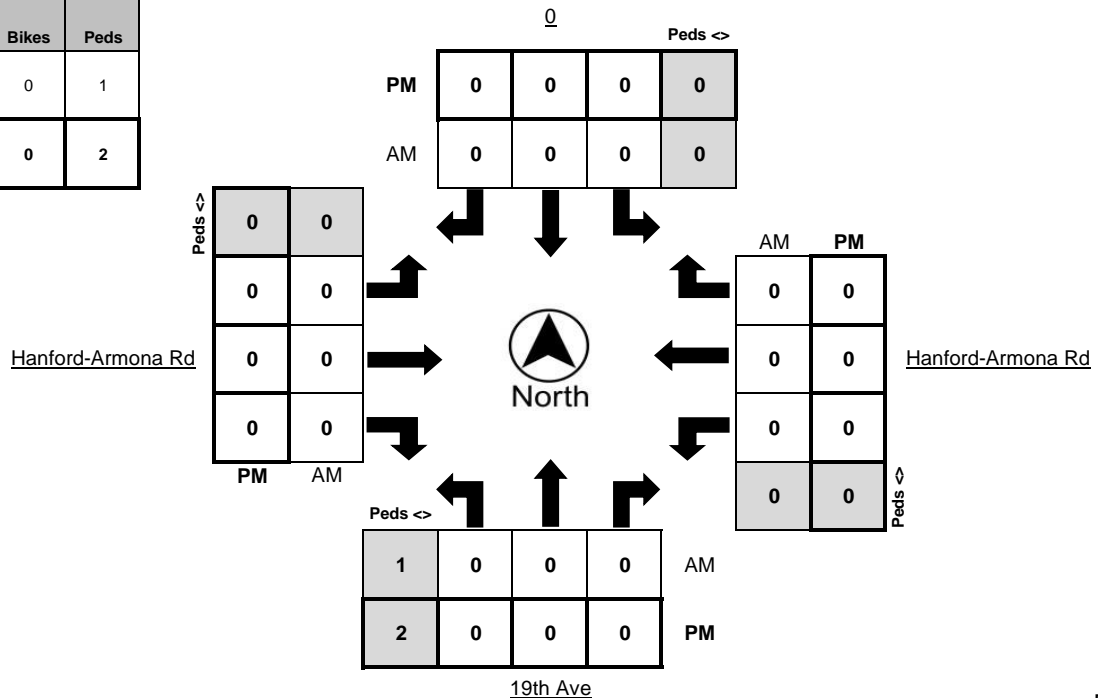 Bikes Peds
0 1
0 2
0
Peds <>
PM 0 0 0 0
AM 0 0 0 0
Peds <>
0 0
0 0
Hanford-Armona Rd 0 0
0 0
PM AM
North
AM PM
0 0
0 0 Hanford-Armona Rd
0 0
0 0
Peds <>
Peds <>
1 0 0 0 AM
2 0 0 0 PM
19th Ave